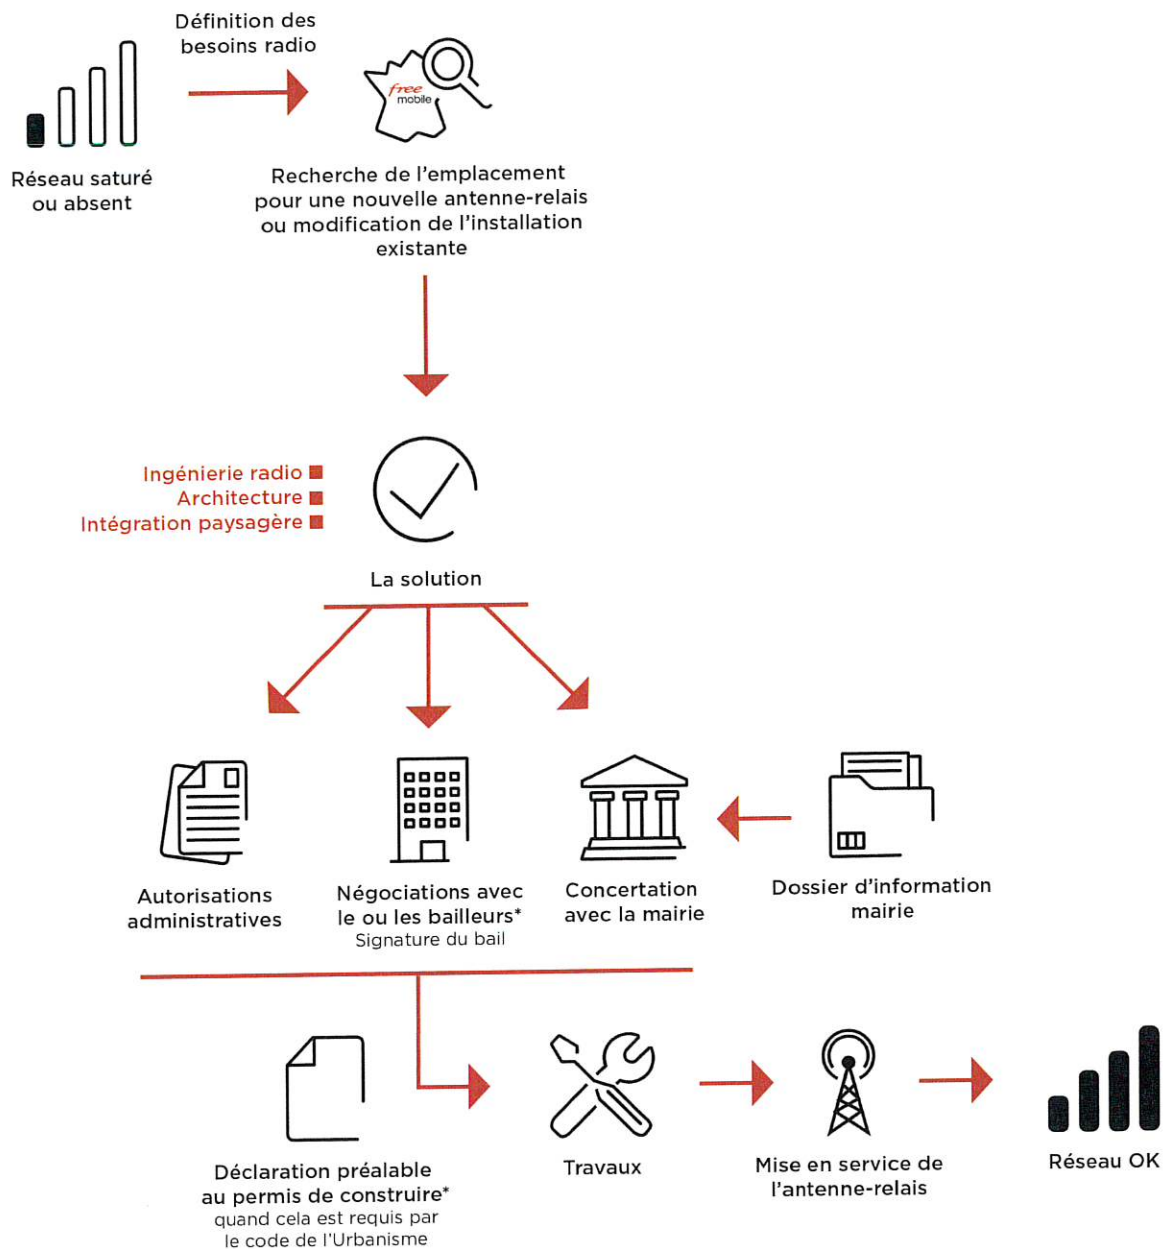 Définition des
besoins radio
free
mobile
Réseau saturé
ou absent
Recherche de l'emplacement
pour une nouvelle antenne-relais
ou modification de l'installation
existante
Ingénierie radio
Architecture
Intégration paysagère
La solution
Autorisations
administratives
Négociations avec
le ou les bailleurs*
Signature du bail
Concertation
avec la mairie
Dossier d'information
mairie
Déclaration préalable
au permis de construire*
quand cela est requis par
le code de l'Urbanisme
Travaux
Mise en service de
l'antenne-relais
Réseau OK